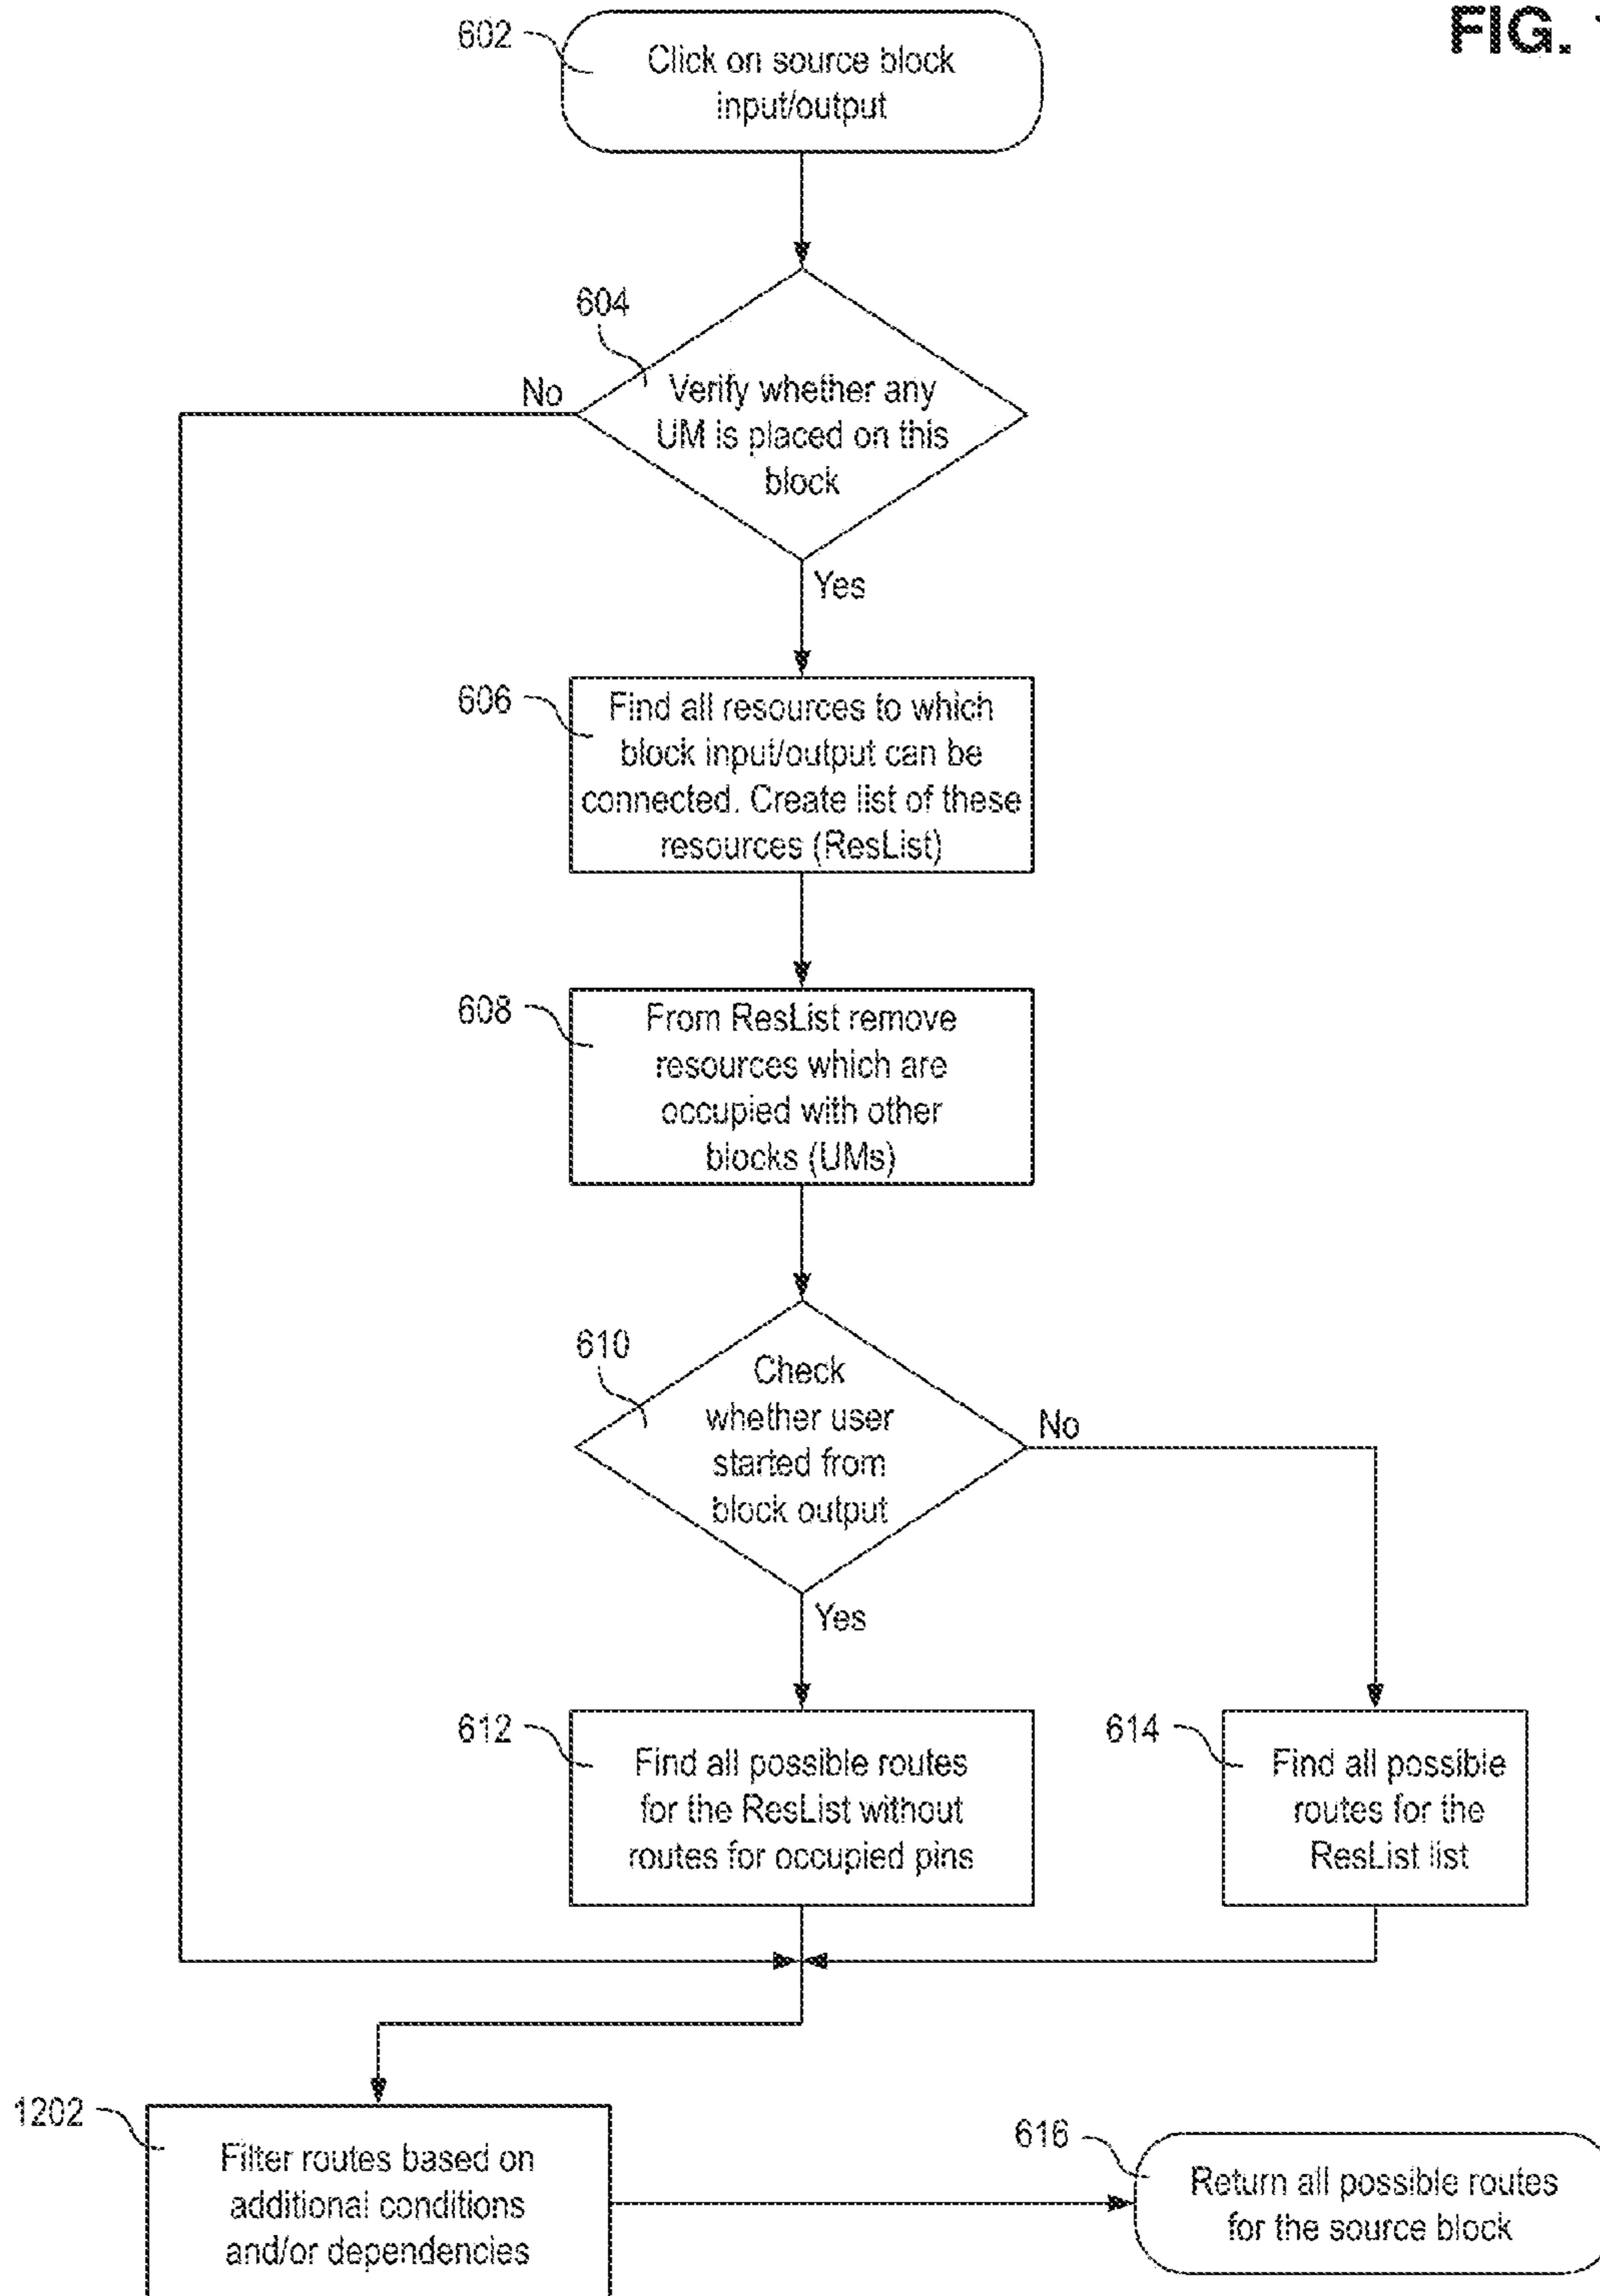 FIG.
602
Click on source block
input/output
604
No
Verify whether any
UM is placed on this
block
Yes
606
Find all resources to which
block input/output can be
connected. Create list of these
resources (ResList)
608
From ResList remove
resources which are
occupied with other
blocks (UMs)
610
Check
whether user
started from
block output
No
Yes
612
Find all possible routes
for the ResList without
routes for occupied pins
614
Find all possible
routes for the
ResList list
1202
Filter routes based on
additional conditions
and/or dependencies
616
Return all possible routes
for the source block